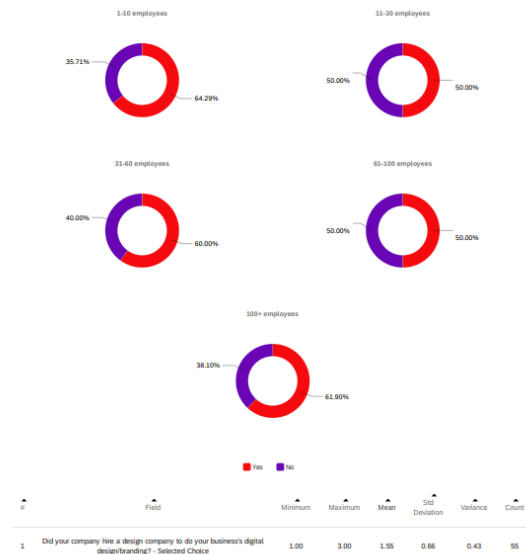 1-10 employees
11-30 employees
35.71%
64.29%
50.00%
50.00%
31-60 employees
61-100 employees
40.00%
60.00%
50.00%
50.00%
100+ employees
38.10%
61.90%
Yes No
# Field Minimum Maximum Mean Std Deviation Variance Count
1 Did your company hire a design company to do your business's digital
design/branding? - Selected Choice 1.00 3.00 1.55 0.66 0.43 55